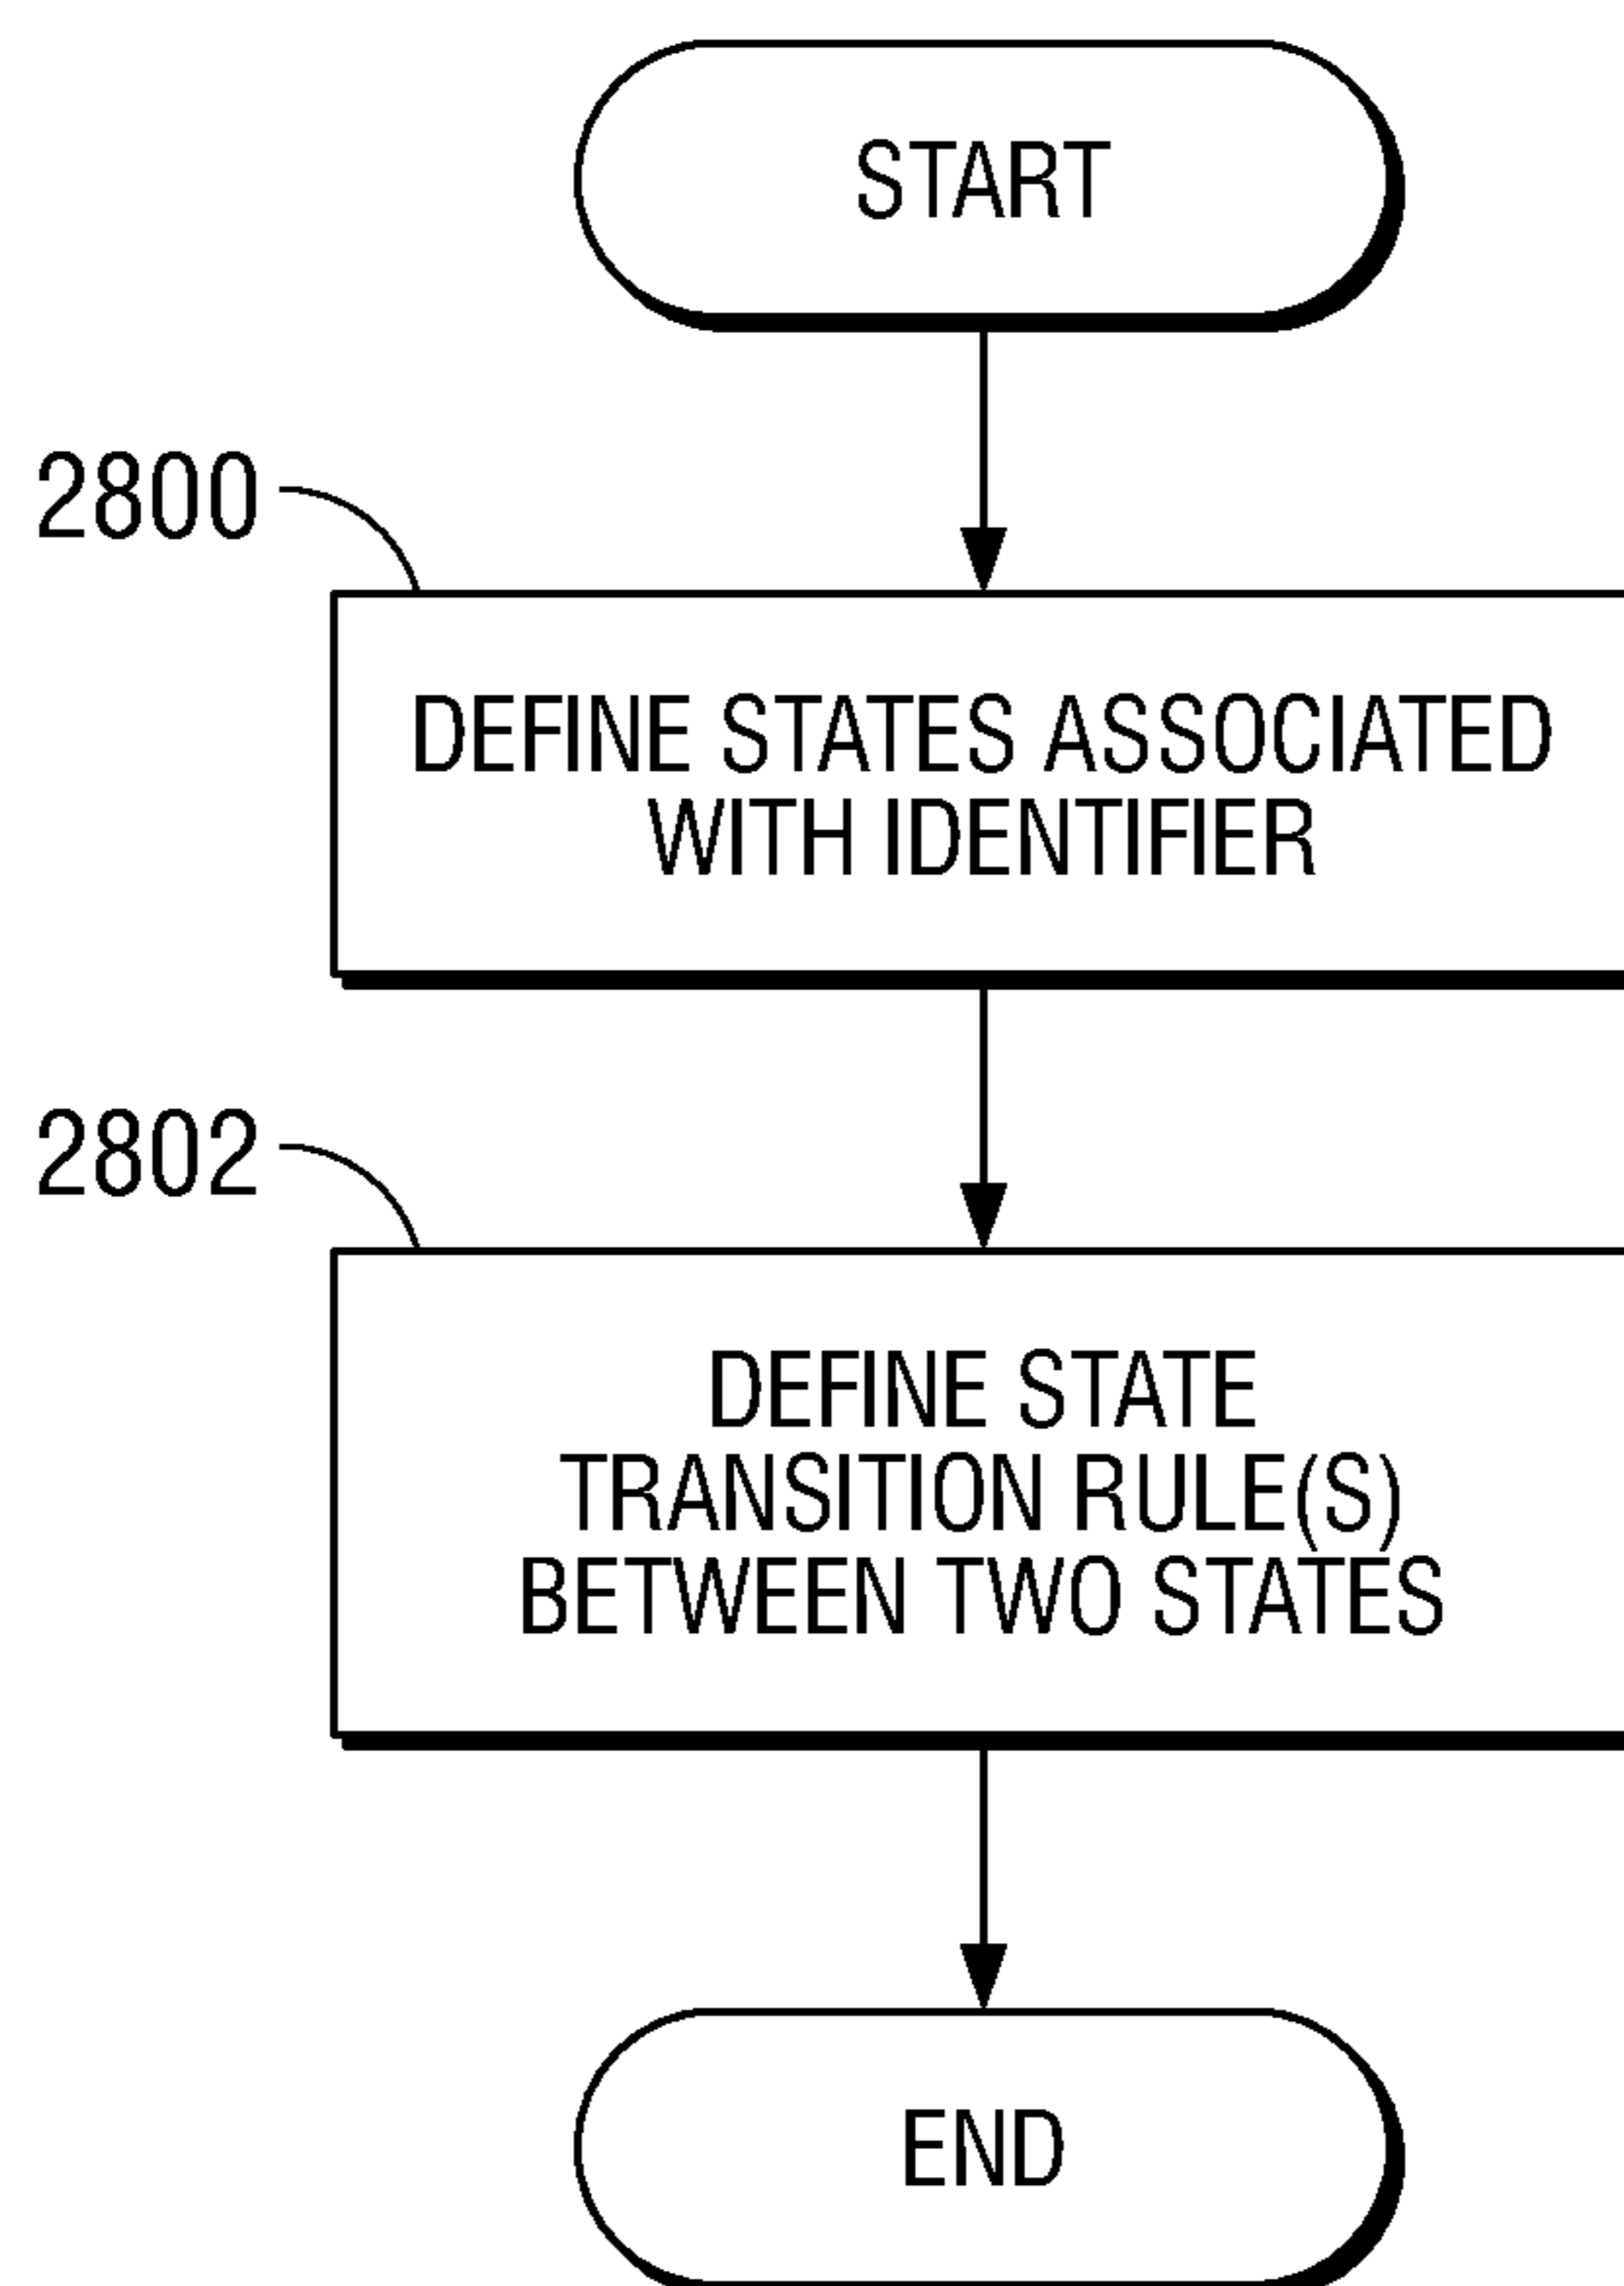 START
2800
DEFINE STATES ASSOCIATED
WITH IDENTIFIER
2802
DEFINE STATE
TRANSITION RULE(S)
BETWEEN TWO STATES
END